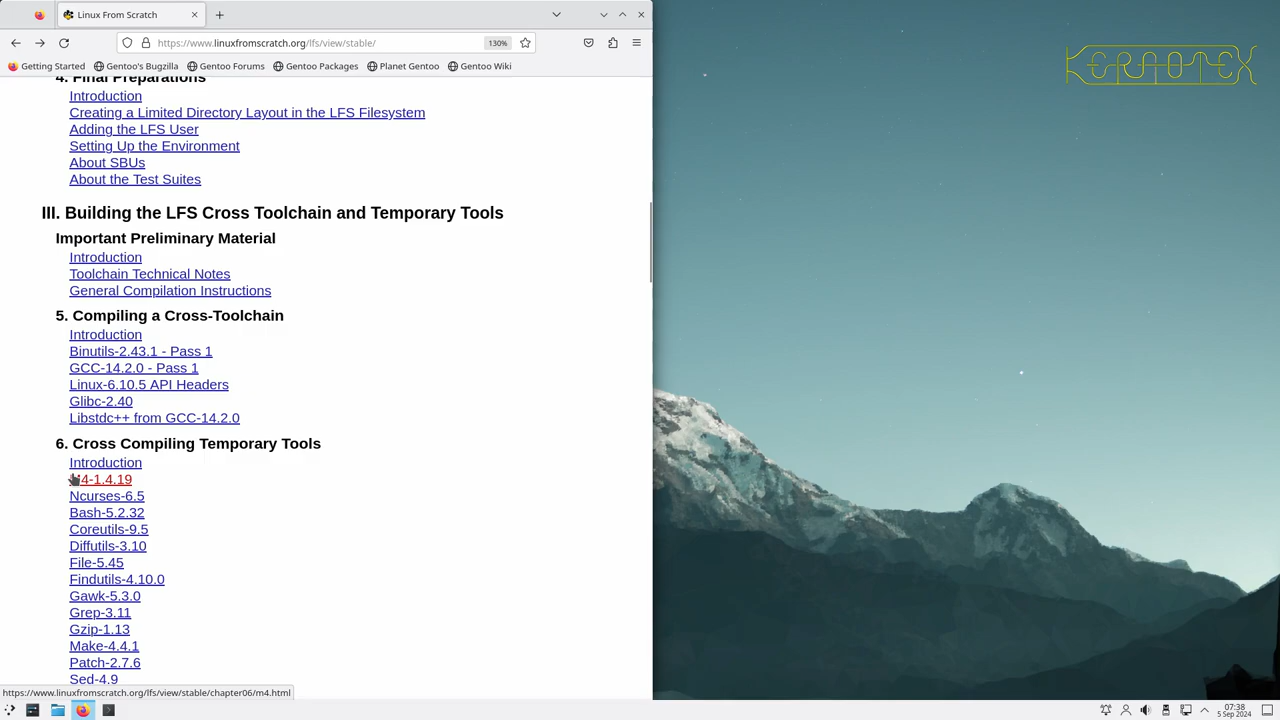 Linux From Scratch
https://www.linuxfromscratch.org/lfs/view/stable/
130%
Getting Started
Gentoo's Bugzilla
Gentoo Forums
Gentoo Packages
Planet Gentoo
Gentoo Wiki
KERAOTEX
4. Final Preparations
Introduction
Creating a Limited Directory Layout in the LFS Filesystem
Adding the LFS User
Setting Up the Environment
About SBUs
About the Test Suites
III. Building the LFS Cross Toolchain and Temporary Tools
Important Preliminary Material
Introduction
Toolchain Technical Notes
General Compilation Instructions
5. Compiling a Cross-Toolchain
Introduction
Binutils-2.43.1 - Pass 1
GCC-14.2.0 - Pass 1
Linux-6.10.5 API Headers
Glibc-2.40
Libstdc++ from GCC-14.2.0
6. Cross Compiling Temporary Tools
Introduction
M4-1.4.19
Ncurses-6.5
Bash-5.2.32
Coreutils-9.5
Diffutils-3.10
File-5.45
Findutils-4.10.0
Gawk-5.3.0
Grep-3.11
Gzip-1.13
Make-4.4.1
Patch-2.7.6
Sed-4.9
https://www.linuxfromscratch.org/lfs/view/stable/chapter06/m4.html
07:38
5 Sep 2024